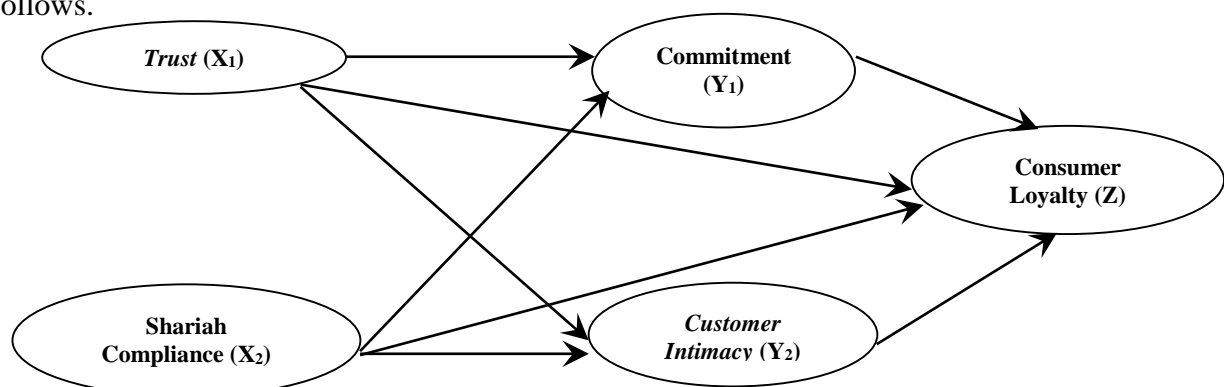 ollows.
Trust (X₁)
Commitment
(Y₁)
Consumer
Loyalty (Z)
Shariah
Compliance (X₂)
Customer
Intimacy (Y₂)